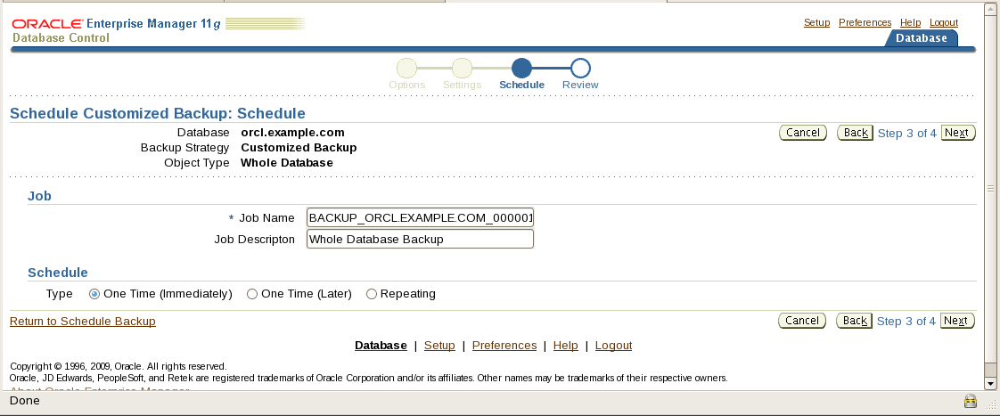 ORACLE Enterprise Manager 11g
Database Control
Setup Preferences Help Logout
Database
Options Settings Schedule Review
Schedule Customized Backup: Schedule
Database orcl.example.com
Backup Strategy Customized Backup
Object Type Whole Database
Cancel Back Step 3 of 4 Next
Job
* Job Name BACKUP_ORCL.EXAMPLE.COM_000001
Job Descripton Whole Database Backup
Schedule
Type One Time (Immediately) One Time (Later) Repeating
Return to Schedule Backup
Cancel Back Step 3 of 4 Next
Database | Setup | Preferences | Help | Logout
Copyright © 1996, 2009, Oracle. All rights reserved.
Oracle, JD Edwards, PeopleSoft, and Retek are registered trademarks of Oracle Corporation and/or its affiliates. Other names may be trademarks of their respective owners.
About Oracle Enterprise Manager
Done